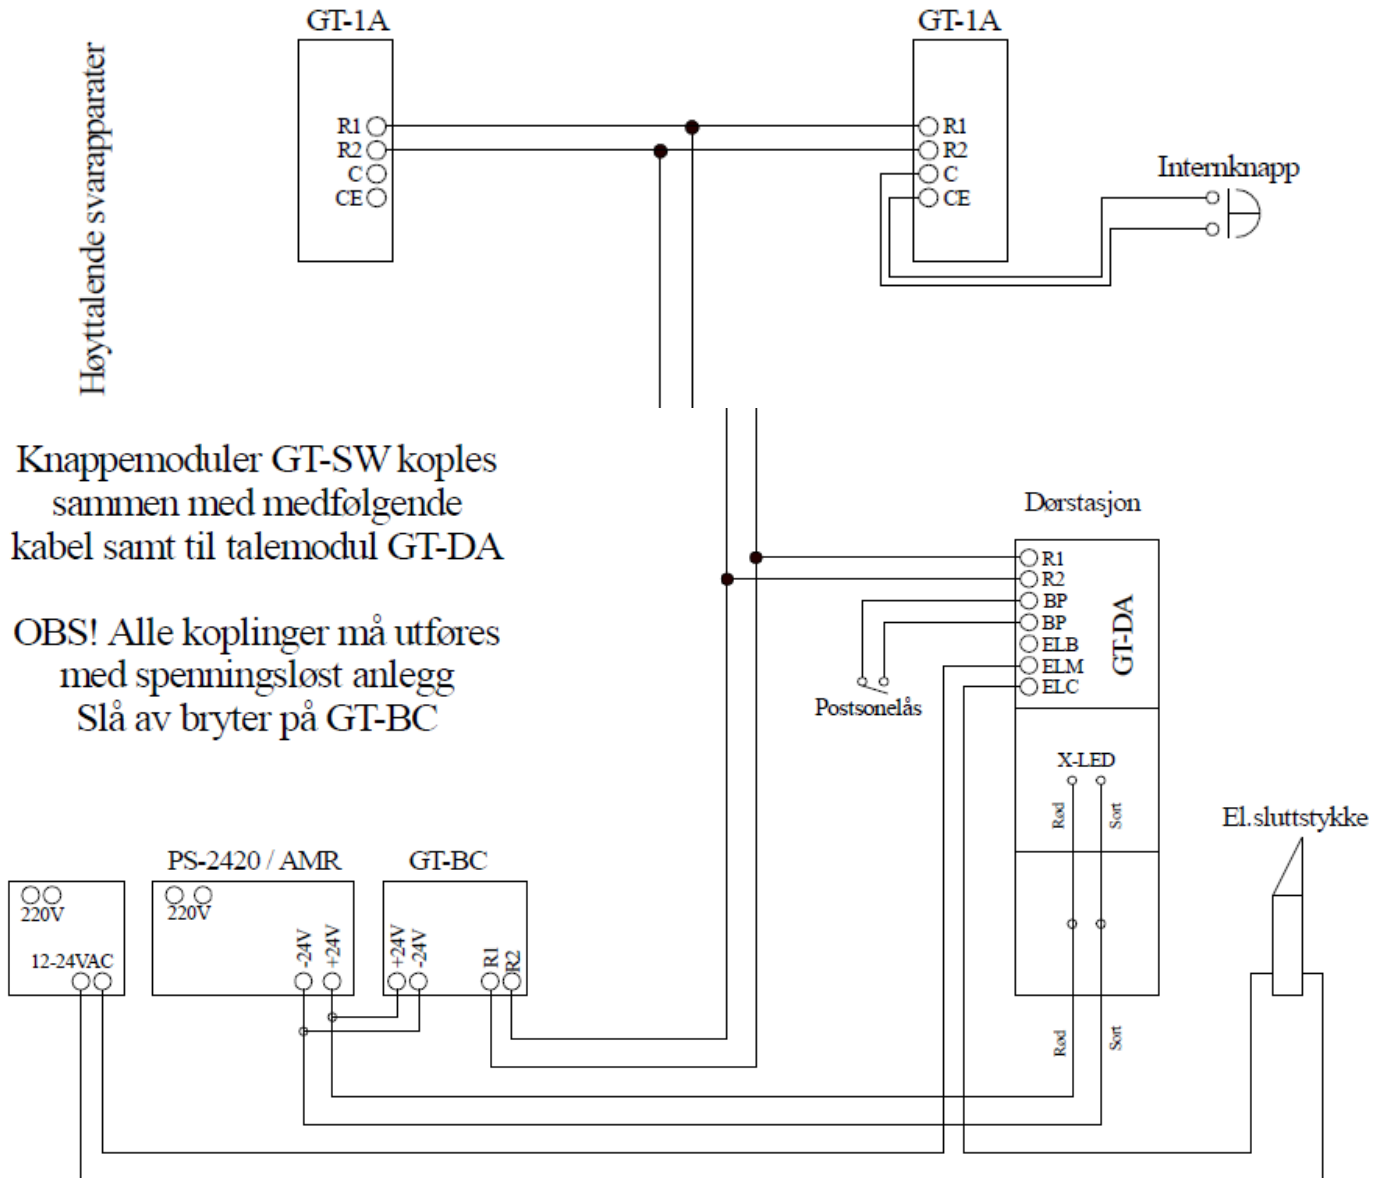 GT-1A
GT-1A
Høyttalende svarapparater
R1
R2
C
CE
R1
R2
C
CE
Internknapp
Knappemoduler GT-SW koples
sammen med medfølgende
kabel samt til talemodul GT-DA
OBS! Alle koplinger må utføres
med spenningsløst anlegg
Slå av bryter på GT-BC
Dørstasjon
R1
R2
BP
BP
ELB
ELM
ELC
GT-DA
Postsonelås
X-LED
Rød
Sort
El.sluttstykke
220V
12-24VAC
PS-2420 / AMR
220V
-24V
+24V
GT-BC
+24V
-24V
R1
R2
Rød
Sort